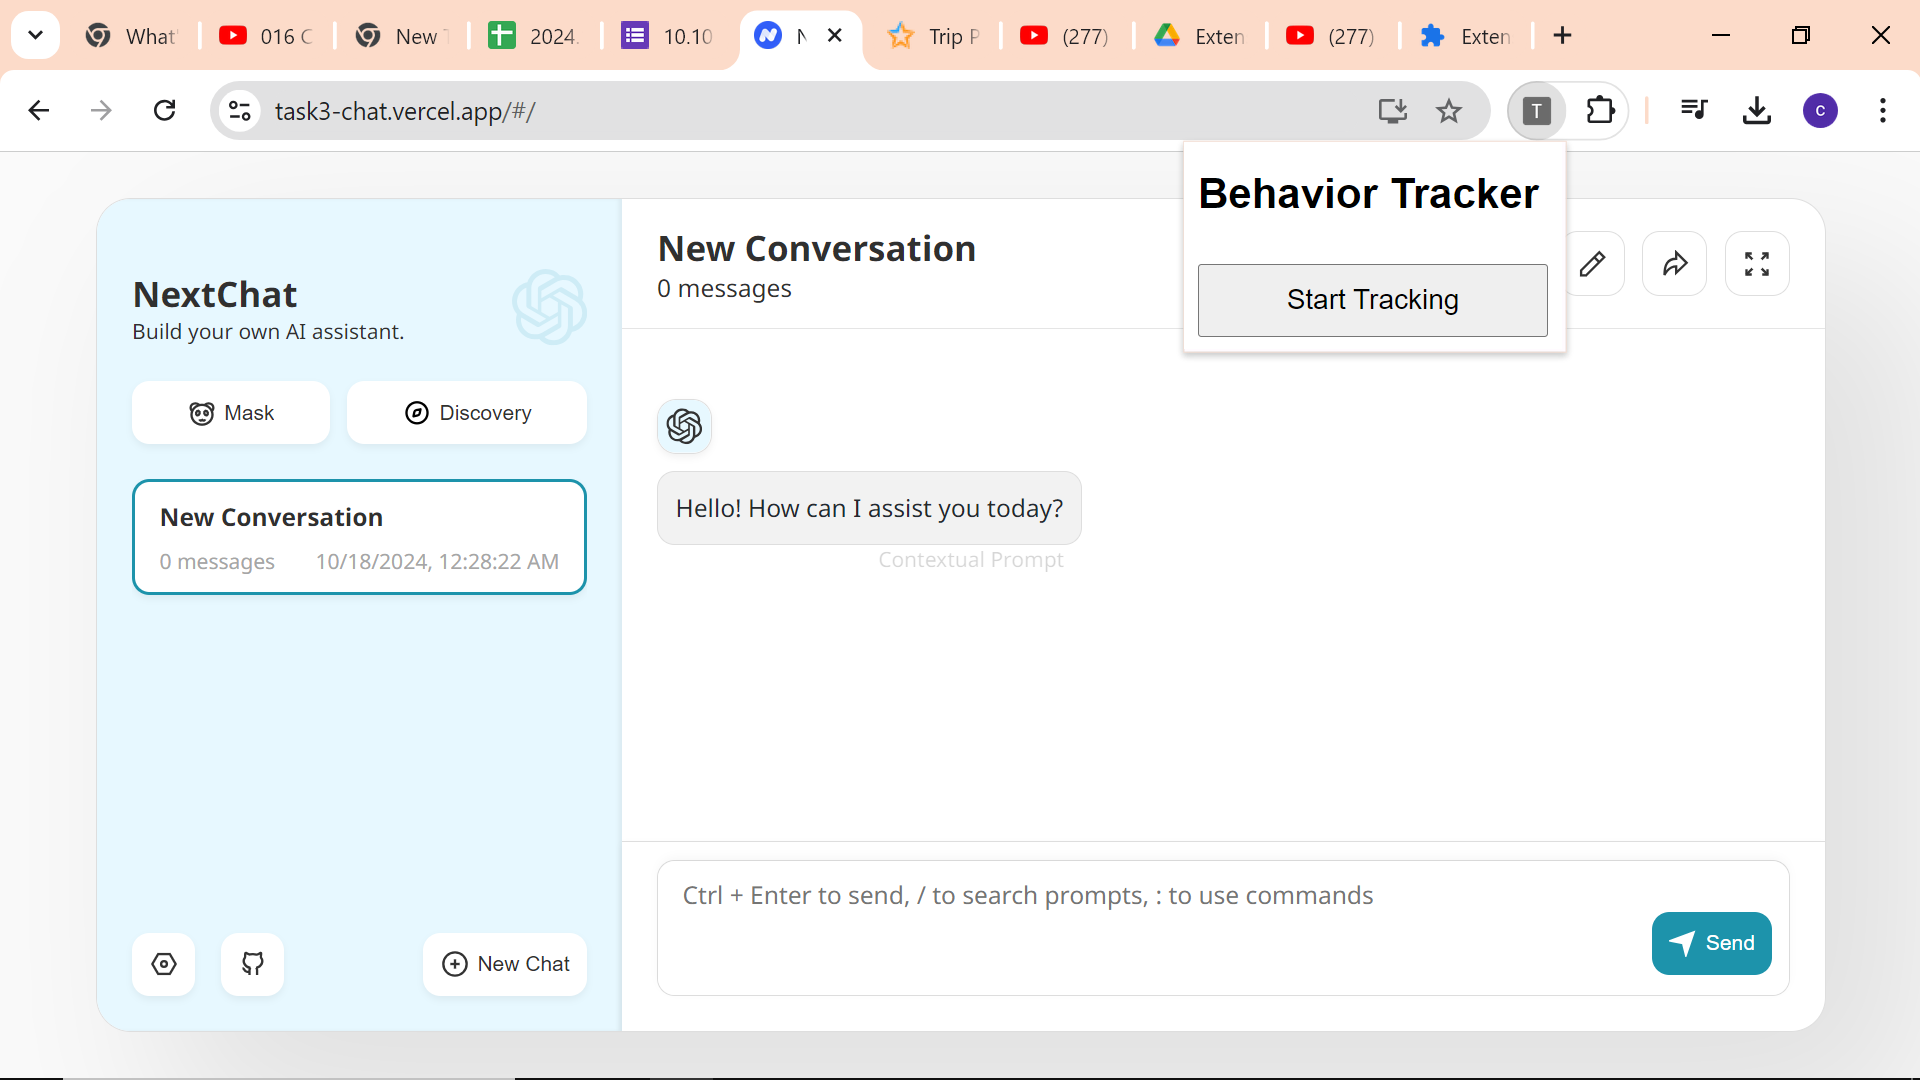 What'
016 C
New T
2024.
10.10
N
Trip P
(277)
Exten
(277)
Exten
task3-chat.vercel.app/#/
T
C
Behavior Tracker
Start Tracking
NextChat
Build your own AI assistant.
Mask
Discovery
New Conversation
0 messages
10/18/2024, 12:28:22 AM
New Chat
New Conversation
0 messages
Hello! How can I assist you today?
Contextual Prompt
Ctrl + Enter to send, / to search prompts, : to use commands
Send